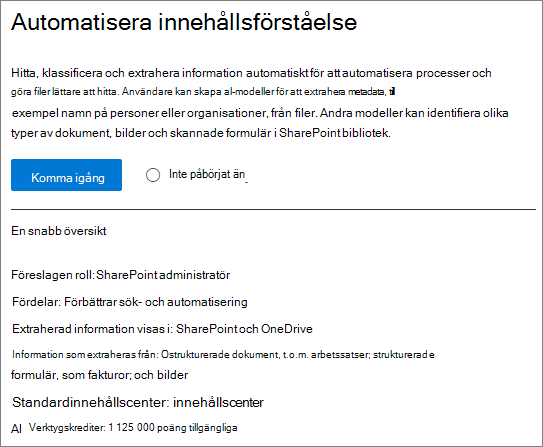 Automatisera innehållsförståelse
Hitta, klassificera och extrahera information automatiskt för att automatisera processer och
göra filer lättare att hitta. Användare kan skapa al-modeller för att extrahera metadata, till
exempel namn på personer eller organisationer, från filer. Andra modeller kan identifiera olika
typer av dokument, bilder och skannade formulär i SharePoint bibliotek.
Komma igång Inte påbörjat än
En snabb översikt
Föreslagen roll: SharePoint administratör
Fördelar: Förbättrar sök- och automatisering
Extraherad information visas i: SharePoint och OneDrive
Information som extraheras från: Ostrukturerade dokument, t.o.m. arbetssatser; strukturerade
formulär, som fakturor; och bilder
Standardinnehållscenter: innehållscenter
AI Verktygskrediter: 1 125 000 poäng tillgängliga